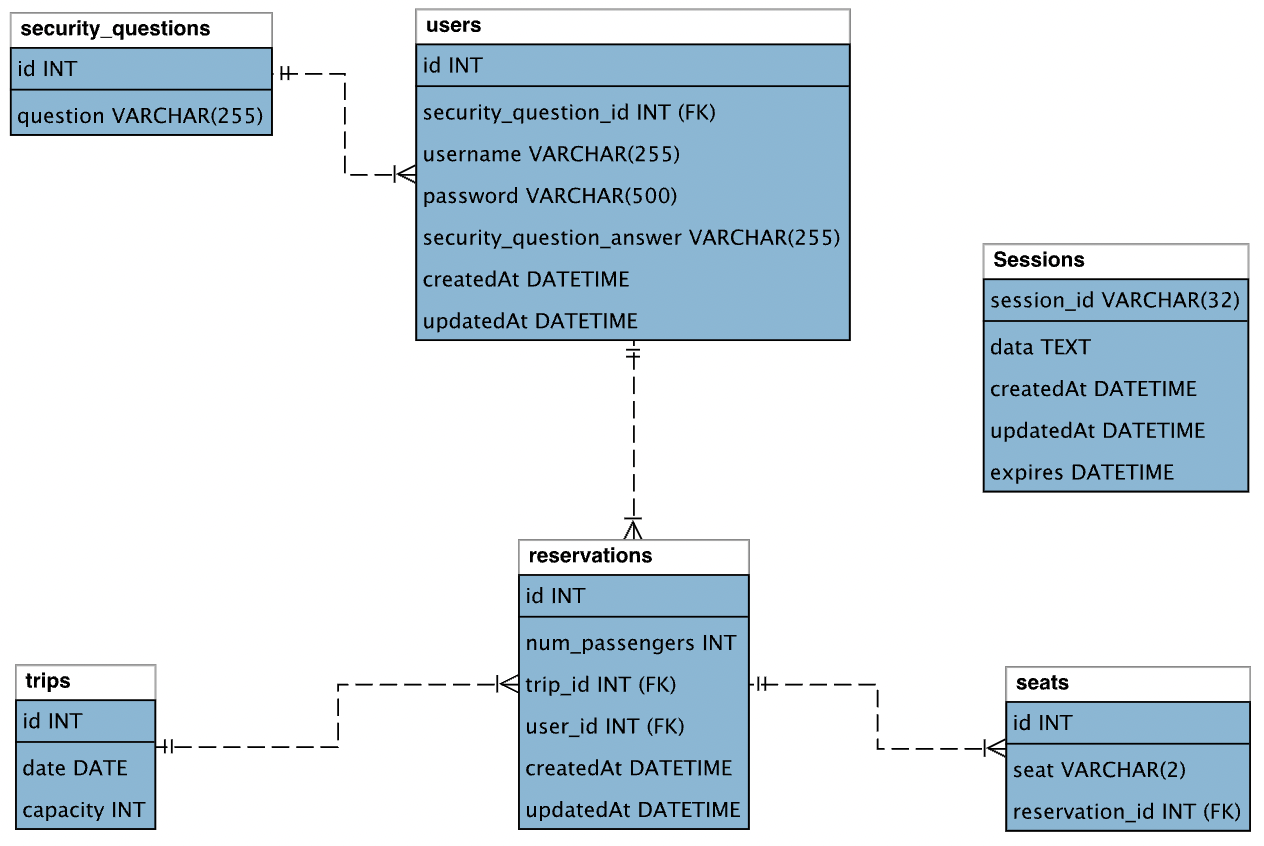 security_questions
id INT
question VARCHAR(255)
users
id INT
security_question_id INT (FK)
username VARCHAR(255)
password VARCHAR(500)
security_question_answer VARCHAR(255)
createdAt DATETIME
updatedAt DATETIME
Sessions
session_id VARCHAR(32)
data TEXT
createdAt DATETIME
updatedAt DATETIME
expires DATETIME
reservations
id INT
num_passengers INT
trip_id INT (FK)
user_id INT (FK)
createdAt DATETIME
updatedAt DATETIME
trips
id INT
date DATE
capacity INT
seats
id INT
seat VARCHAR(2)
reservation_id INT (FK)